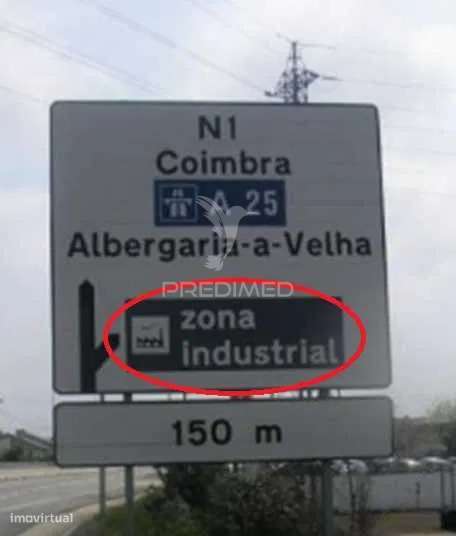 N1
Coimbra
A 25
Albergaria-a-Velha
PREDIMED
zona
industrial
150 m
imovirtual